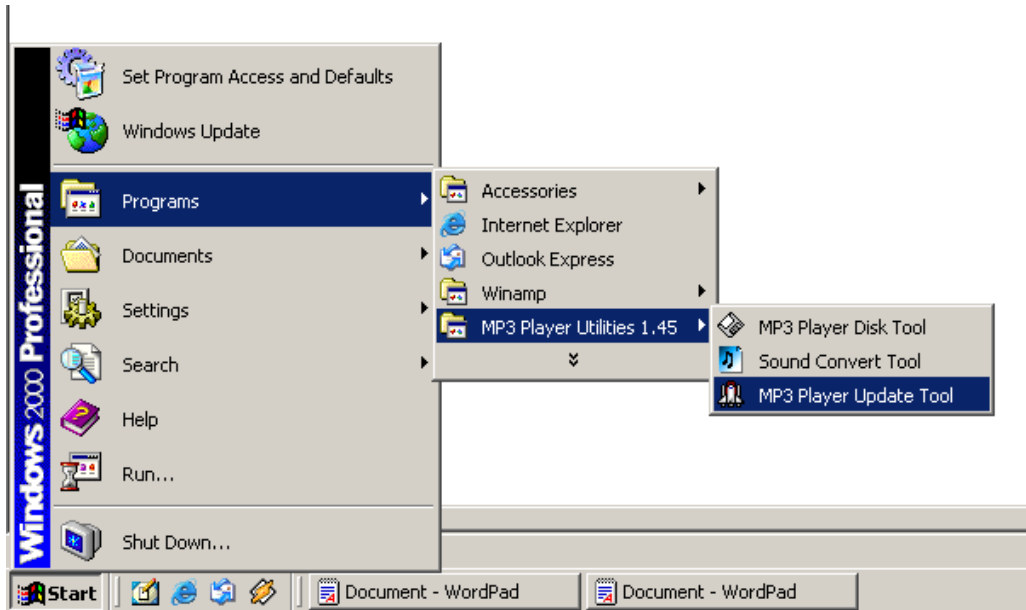 Windows 2000 Professional
Set Program Access and Defaults
Windows Update
Programs
Documents
Settings
Search
Help
Run...
Shut Down...
Accessories
Internet Explorer
Outlook Express
Winamp
MP3 Player Utilities 1.45
MP3 Player Disk Tool
Sound Convert Tool
MP3 Player Update Tool
Start
Document - WordPad
Document - WordPad